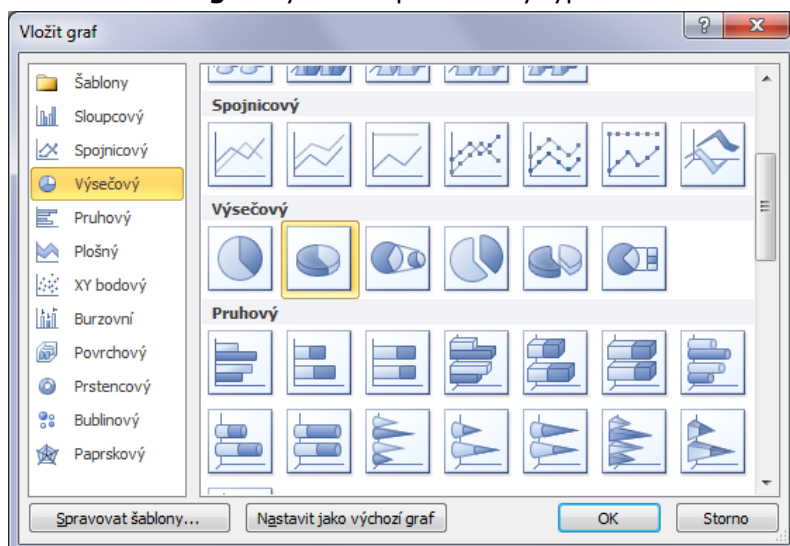 Vložit graf
Šablony
Sloupcový
Spojnicový
Výsečový
Pruhový
Plošný
XY bodový
Burzovní
Povrchový
Prstencový
Bublinový
Paprskový
Spojnicový
Výsečový
Pruhový
Spravovat šablony...
Nastavit jako výchozí graf
OK
Storno